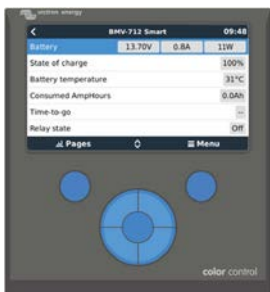 victron energy
BMV-712 Smart 09:48
Battery 13.70V 0.8A 11W
State of charge 100%
Battery temperature 31°C
Consumed AmpHours 0.0Ah
Time-to-go --
Relay state Off
Pages Menu
color control